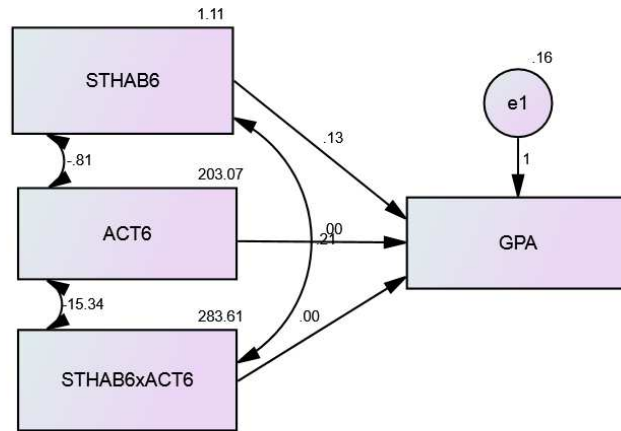 1.11
STHAB6
.16
e1
.13
-.81
1
203.07
ACT6
.00
.21
GPA
-15.34
283.61
.00
STHAB6xACT6